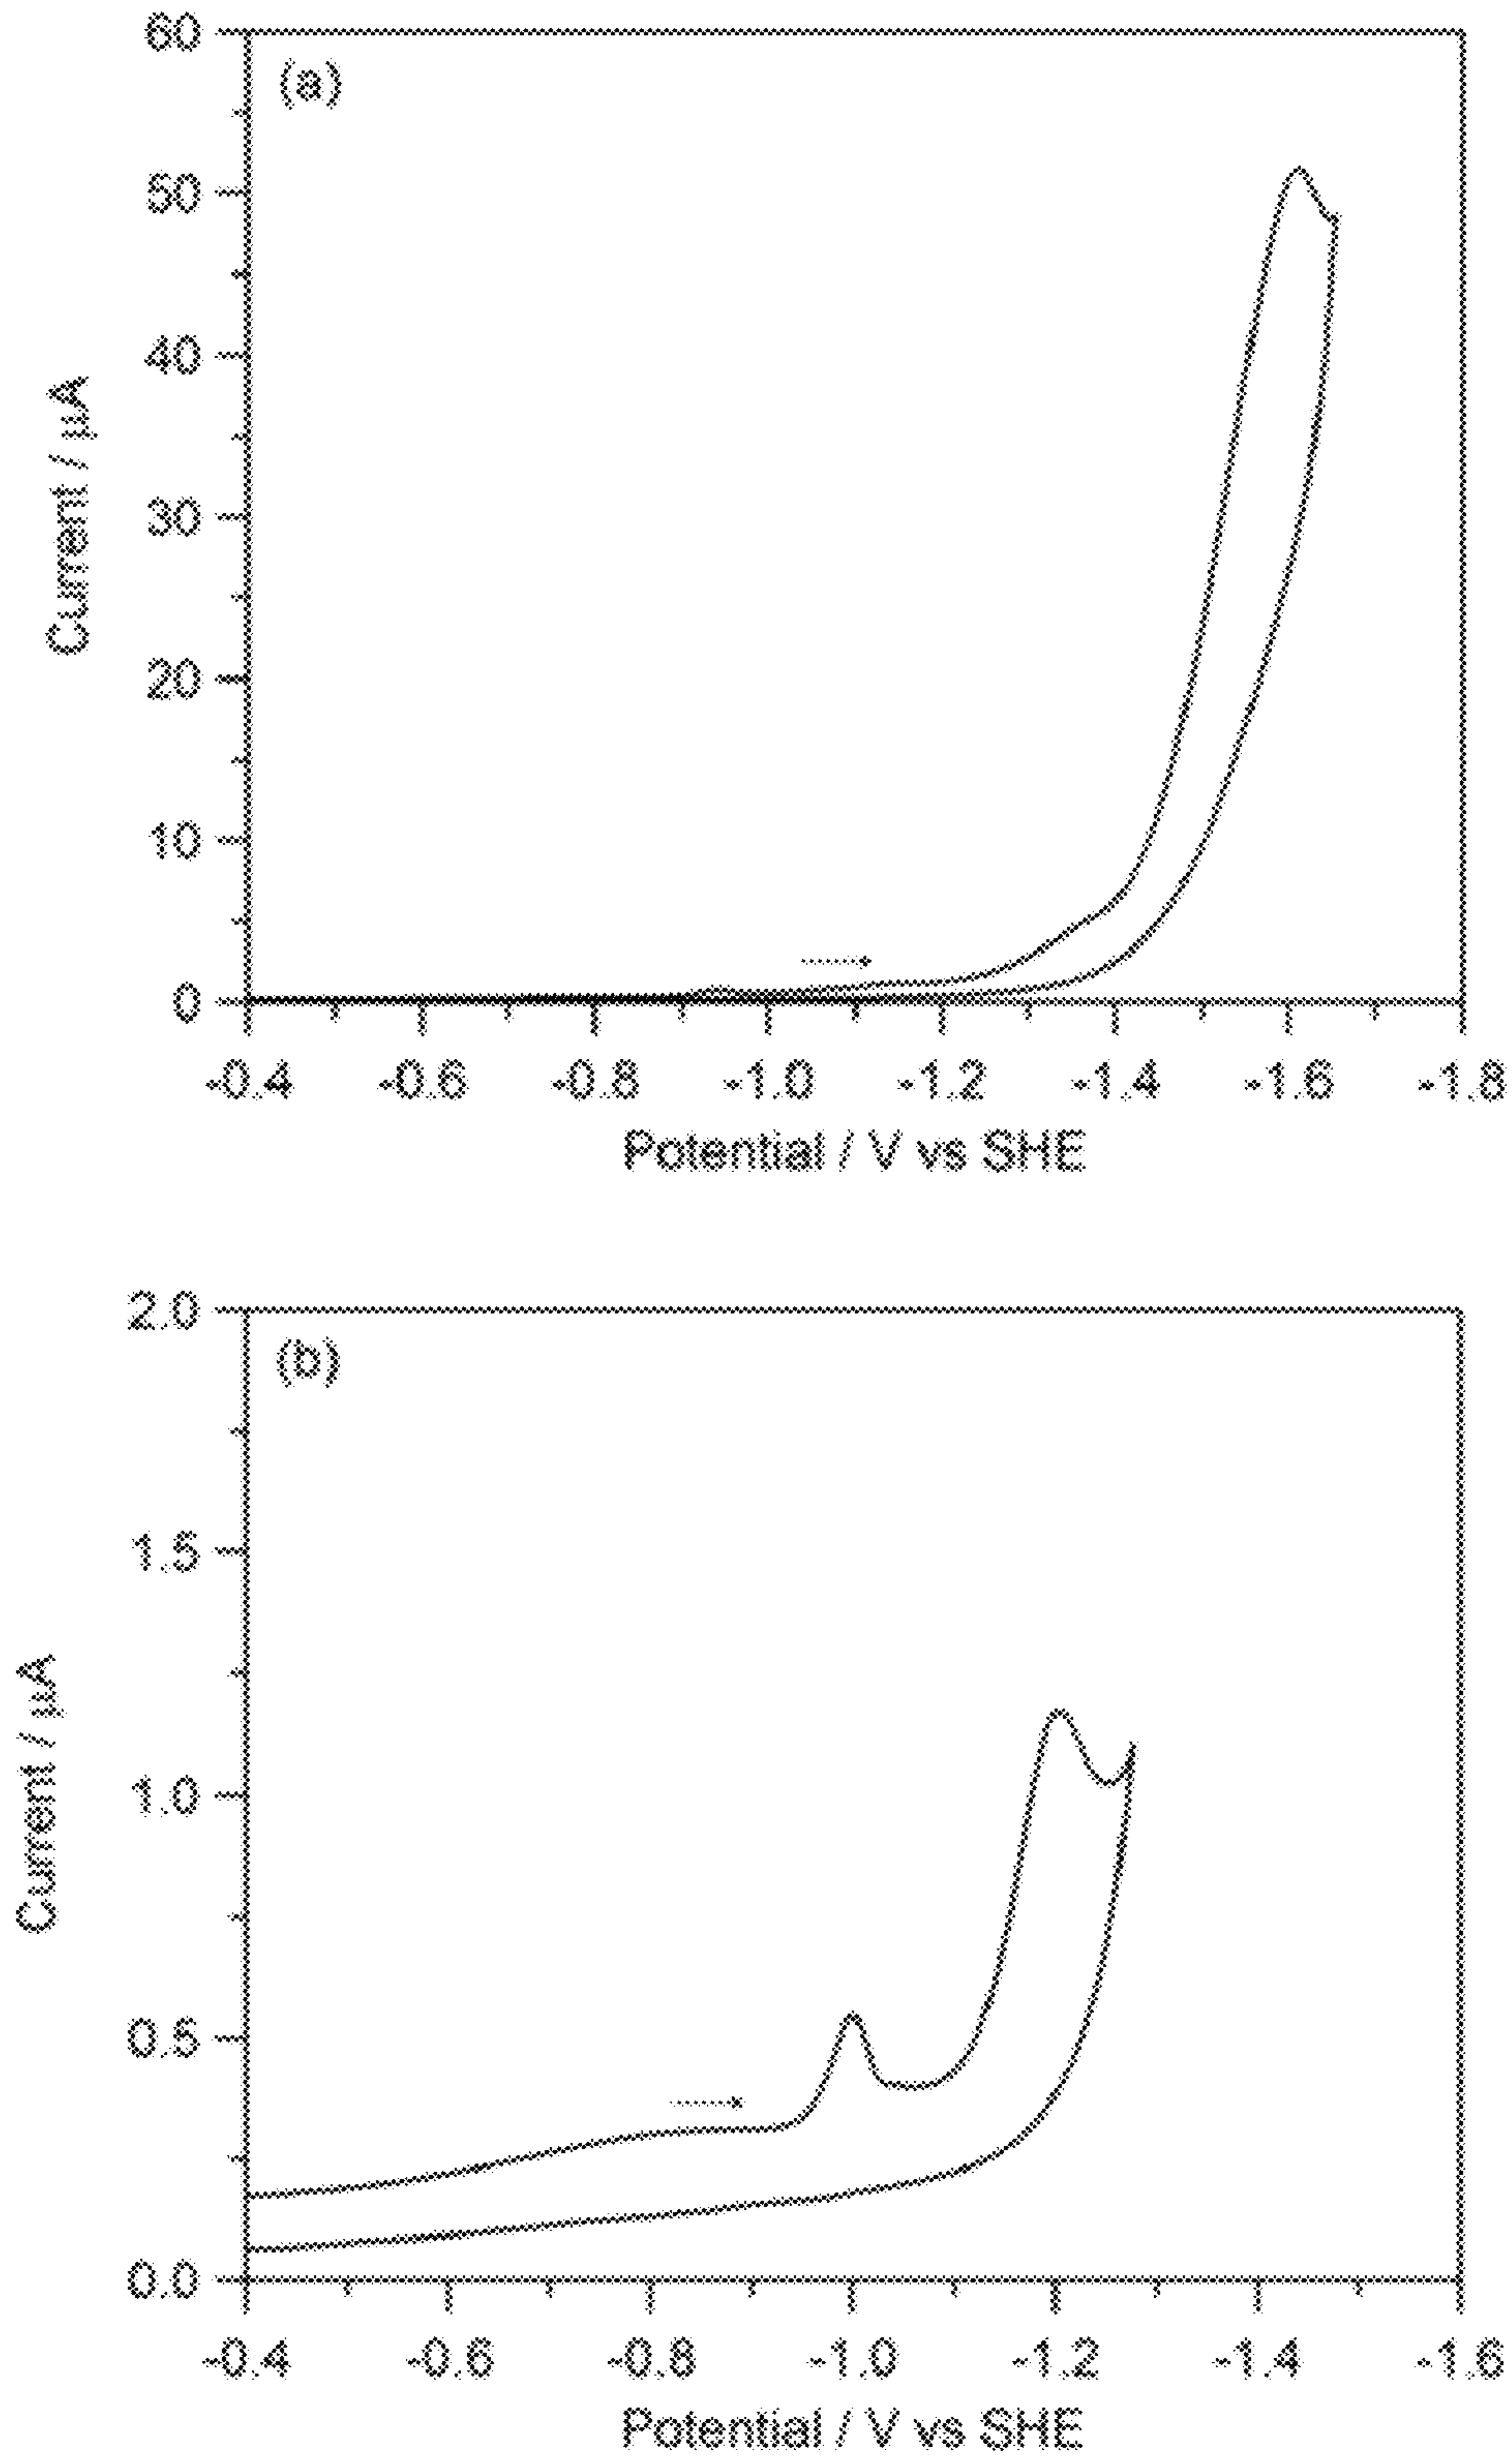 (a)
60
50
40
30
20
10
0
Current / μA
-0.4 -0.6 -0.8 -1.0 -1.2 -1.4 -1.6 -1.8
Potential / V vs SHE
(b)
2.0
1.5
1.0
0.5
0.0
Current / μA
-0.4 -0.6 -0.8 -1.0 -1.2 -1.4 -1.6
Potential / V vs SHE